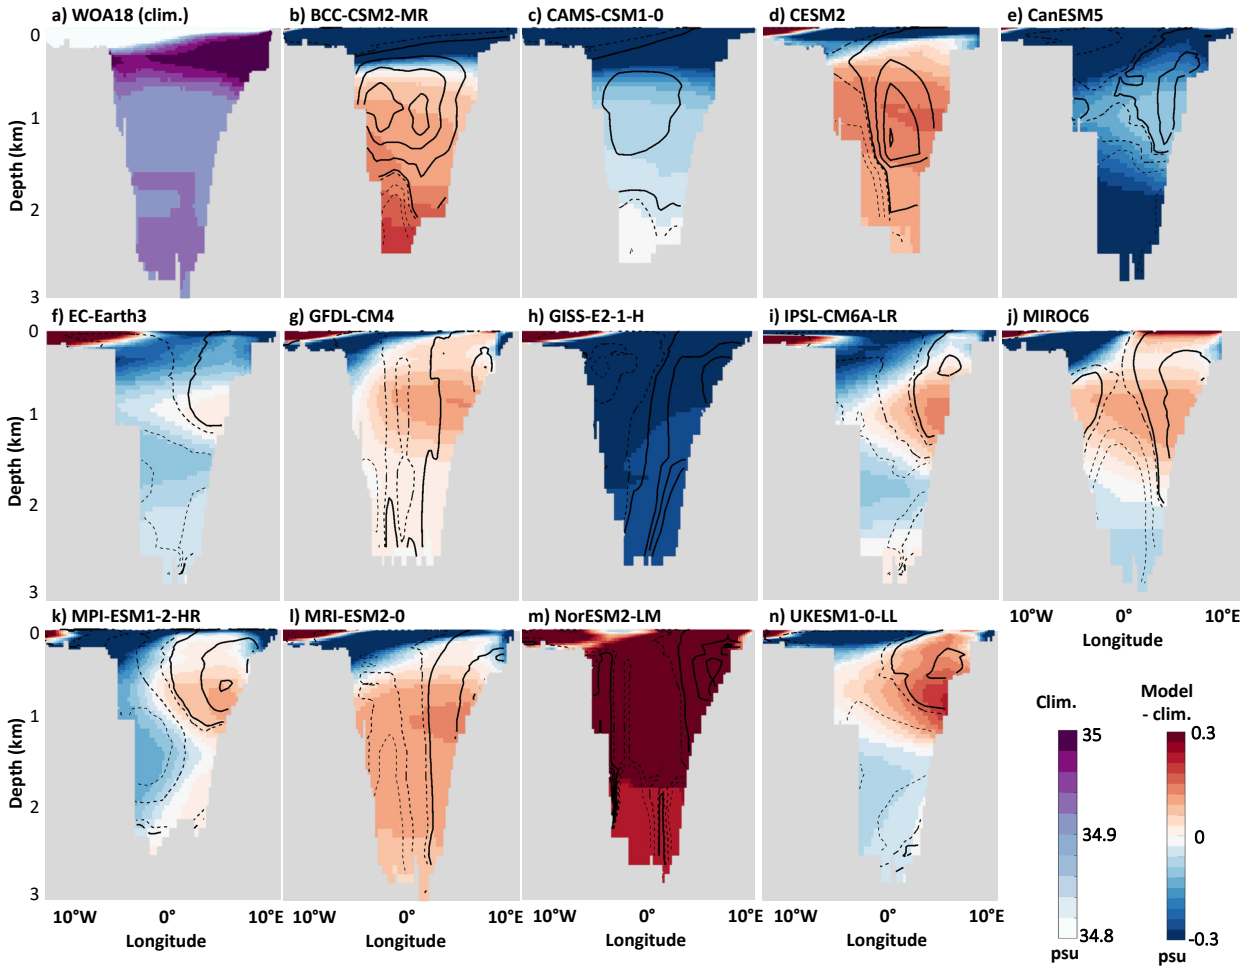 a) WOA18 (clim.) b) BCC-CSM2-MR c) CAMS-CSM1-0 d) CESM2 e) CanESM5
0
1
2
3
Depth (km)
f) EC-Earth3 g) GFDL-CM4 h) GISS-E2-1-H i) IPSL-CM6A-LR j) MIROC6
0
1
2
3
Depth (km)
k) MPI-ESM1-2-HR l) MRI-ESM2-0 m) NorESM2-LM n) UKESM1-0-LL
0
1
2
3
Depth (km)
10°W 0° 10°E
Longitude
10°W 0° 10°E
Longitude
10°W 0° 10°E
Longitude
10°W 0° 10°E
Longitude
10°W 0° 10°E
Longitude
Clim.
35
34.9
34.8
psu
Model
- clim.
0.3
0
-0.3
psu